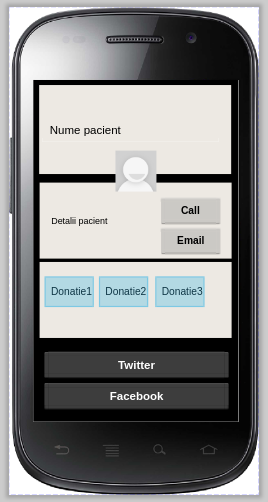 Nume pacient
Detalii pacient
Call
Email
Donatie1 Donatie2 Donatie3
Twitter
Facebook